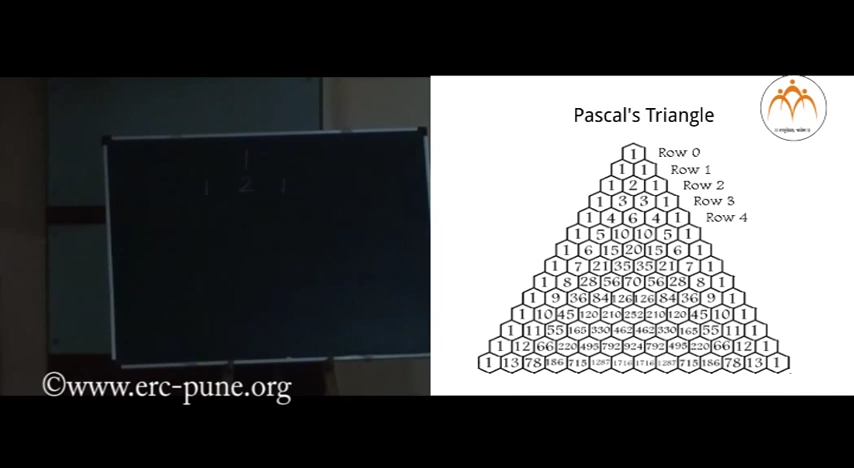 1
1 2 1
©www.erc-pune.org
Pascal's Triangle
1 Row 0
1 1 Row 1
1 2 1 Row 2
1 3 3 1 Row 3
1 4 6 4 1 Row 4
1 5 10 10 5 1
1 6 15 20 15 6 1
1 7 21 35 35 21 7 1
1 8 28 56 70 56 28 8 1
1 9 36 84 126 126 84 36 9 1
1 10 45 120 210 252 210 120 45 10 1
1 11 55 165 330 462 462 330 165 55 11 1
1 12 66 220 495 792 924 792 495 220 66 12 1
1 13 78 186 715 1287 1716 1716 1287 715 186 78 13 1